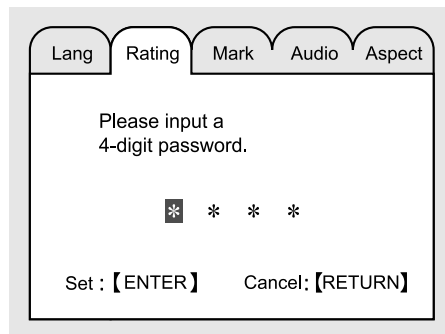 Lang Rating Mark Audio Aspect
Please input a
4-digit password.
* * * *
Set :【ENTER】 Cancel:【RETURN】